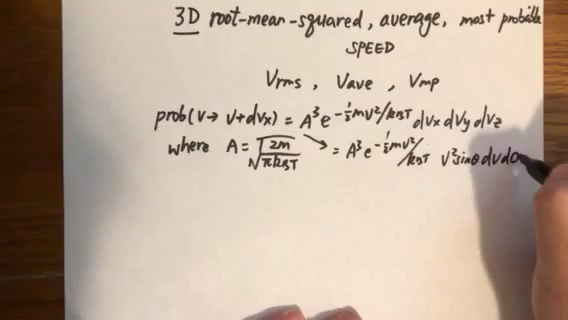 3D root-mean-squared, average, most probable
SPEED
Vrms , Vave , Vmp
prob(v→ v+dvx) = A³e^-½mv²/kBT dvx dvy dvz
where A = √2m/πkBT → = A³e^-½mv²/kBT v²sinθ dv dθ